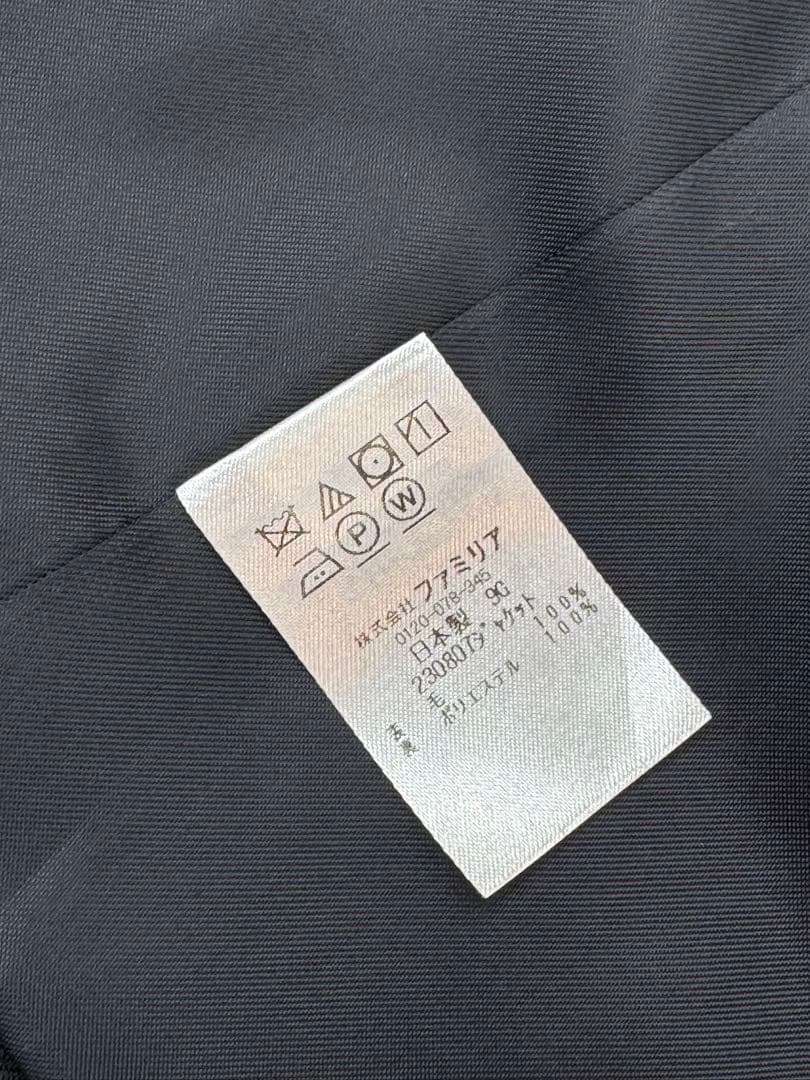 P W
株式会社 ファミリア
0120-078-345
日本製 9G
230807ジャケット
表 毛 100%
裏 ポリエステル 100%